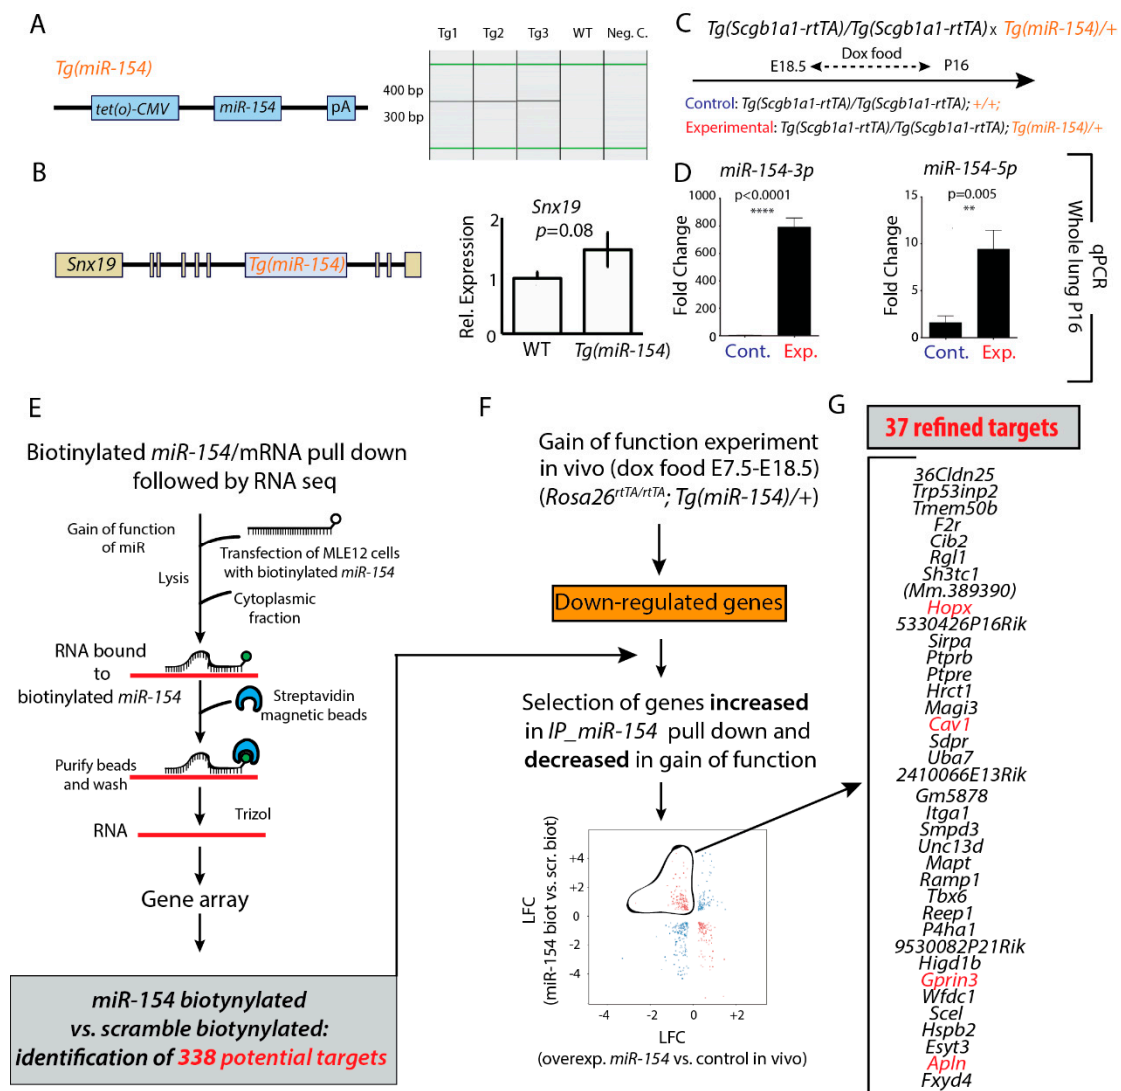 A
Tg(miR-154)
tet(o)-CMV
miR-154
pA
Tg1 Tg2 Tg3 WT Neg. C.
400 bp
300 bp
B
Snx19
Tg(miR-154)
Snx19
p=0.08
Rel. Expression
2
1
0
WT
Tg(miR-154)
C
Tg(Scgb1a1-rtTA)/Tg(Scgb1a1-rtTA) x Tg(miR-154)/+
Dox food
E18.5
P16
Control: Tg(Scgb1a1-rtTA)/Tg(Scgb1a1-rtTA); +/+;
Experimental: Tg(Scgb1a1-rtTA)/Tg(Scgb1a1-rtTA); Tg(miR-154)/+
D
miR-154-3p
p<0.0001
****
Fold Change
1000
800
600
400
200
0
Cont. Exp.
miR-154-5p
p=0.005
**
Fold Change
15
10
5
0
Cont. Exp.
qPCR
Whole lung P16
E
Biotinylated miR-154/mRNA pull down
followed by RNA seq
Gain of function
of miR
Transfection of MLE12 cells
with biotinylated miR-154
Lysis
Cytoplasmic
fraction
RNA bound
to
biotinylated miR-154
Streptavidin
magnetic beads
Purify beads
and wash
Trizol
RNA
Gene array
miR-154 biotynylated
vs. scramble biotynylated:
identification of 338 potential targets
F
Gain of function experiment
in vivo (dox food E7.5-E18.5)
(Rosa26rtTA/rtTA; Tg(miR-154)/+)
Down-regulated genes
Selection of genes increased
in IP_miR-154 pull down and
decreased in gain of function
LFC
(miR-154 biot vs. scr. biot)
+4
+2
0
-2
-4
-4 -2 0 +2
LFC
(overexp. miR-154 vs. control in vivo)
G
37 refined targets
36Cldn25
Trp53inp2
Tmem50b
F2r
Cib2
Rgl1
Sh3tc1
(Mm.389390)
Hopx
5330426P16Rik
Sirpa
Ptprb
Ptpre
Hrct1
Magi3
Cav1
Sdpr
Uba7
2410066E13Rik
Gm5878
Itga1
Smpd3
Unc13d
Mapt
Ramp1
Tbx6
Reep1
P4ha1
9530082P21Rik
Higd1b
Gprin3
Wfdc1
Scel
Hspb2
Esyt3
Apln
Fxyd4